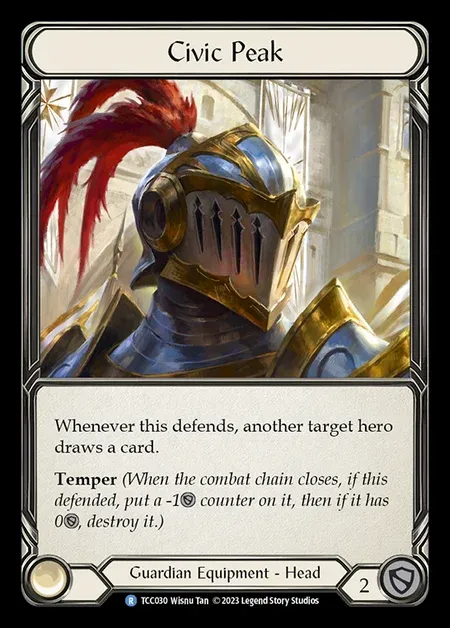 Civic Peak
Whenever this defends, another target hero
draws a card.
Temper (When the combat chain closes, if this
defended, put a -1 counter on it, then if it has
0, destroy it.)
Guardian Equipment - Head
2
R TCC030 Wisnu Tan ©2023 Legend Story Studios